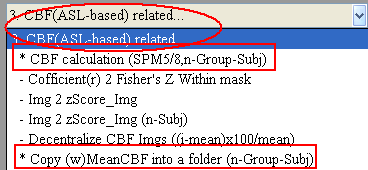 3. CBF(ASL-based) related...
3. CBF(ASL-based) related...
* CBF calculation (SPM5/8,n-Group-Subj)
- Cofficient(r) 2 Fisher's Z Within mask
- Img 2 zScore_Img
- Img 2 zScore_Img (n-Subj)
- Decentralize CBF Imgs ((i-mean)x100/mean)
* Copy (w)MeanCBF into a folder (n-Group-Subj)